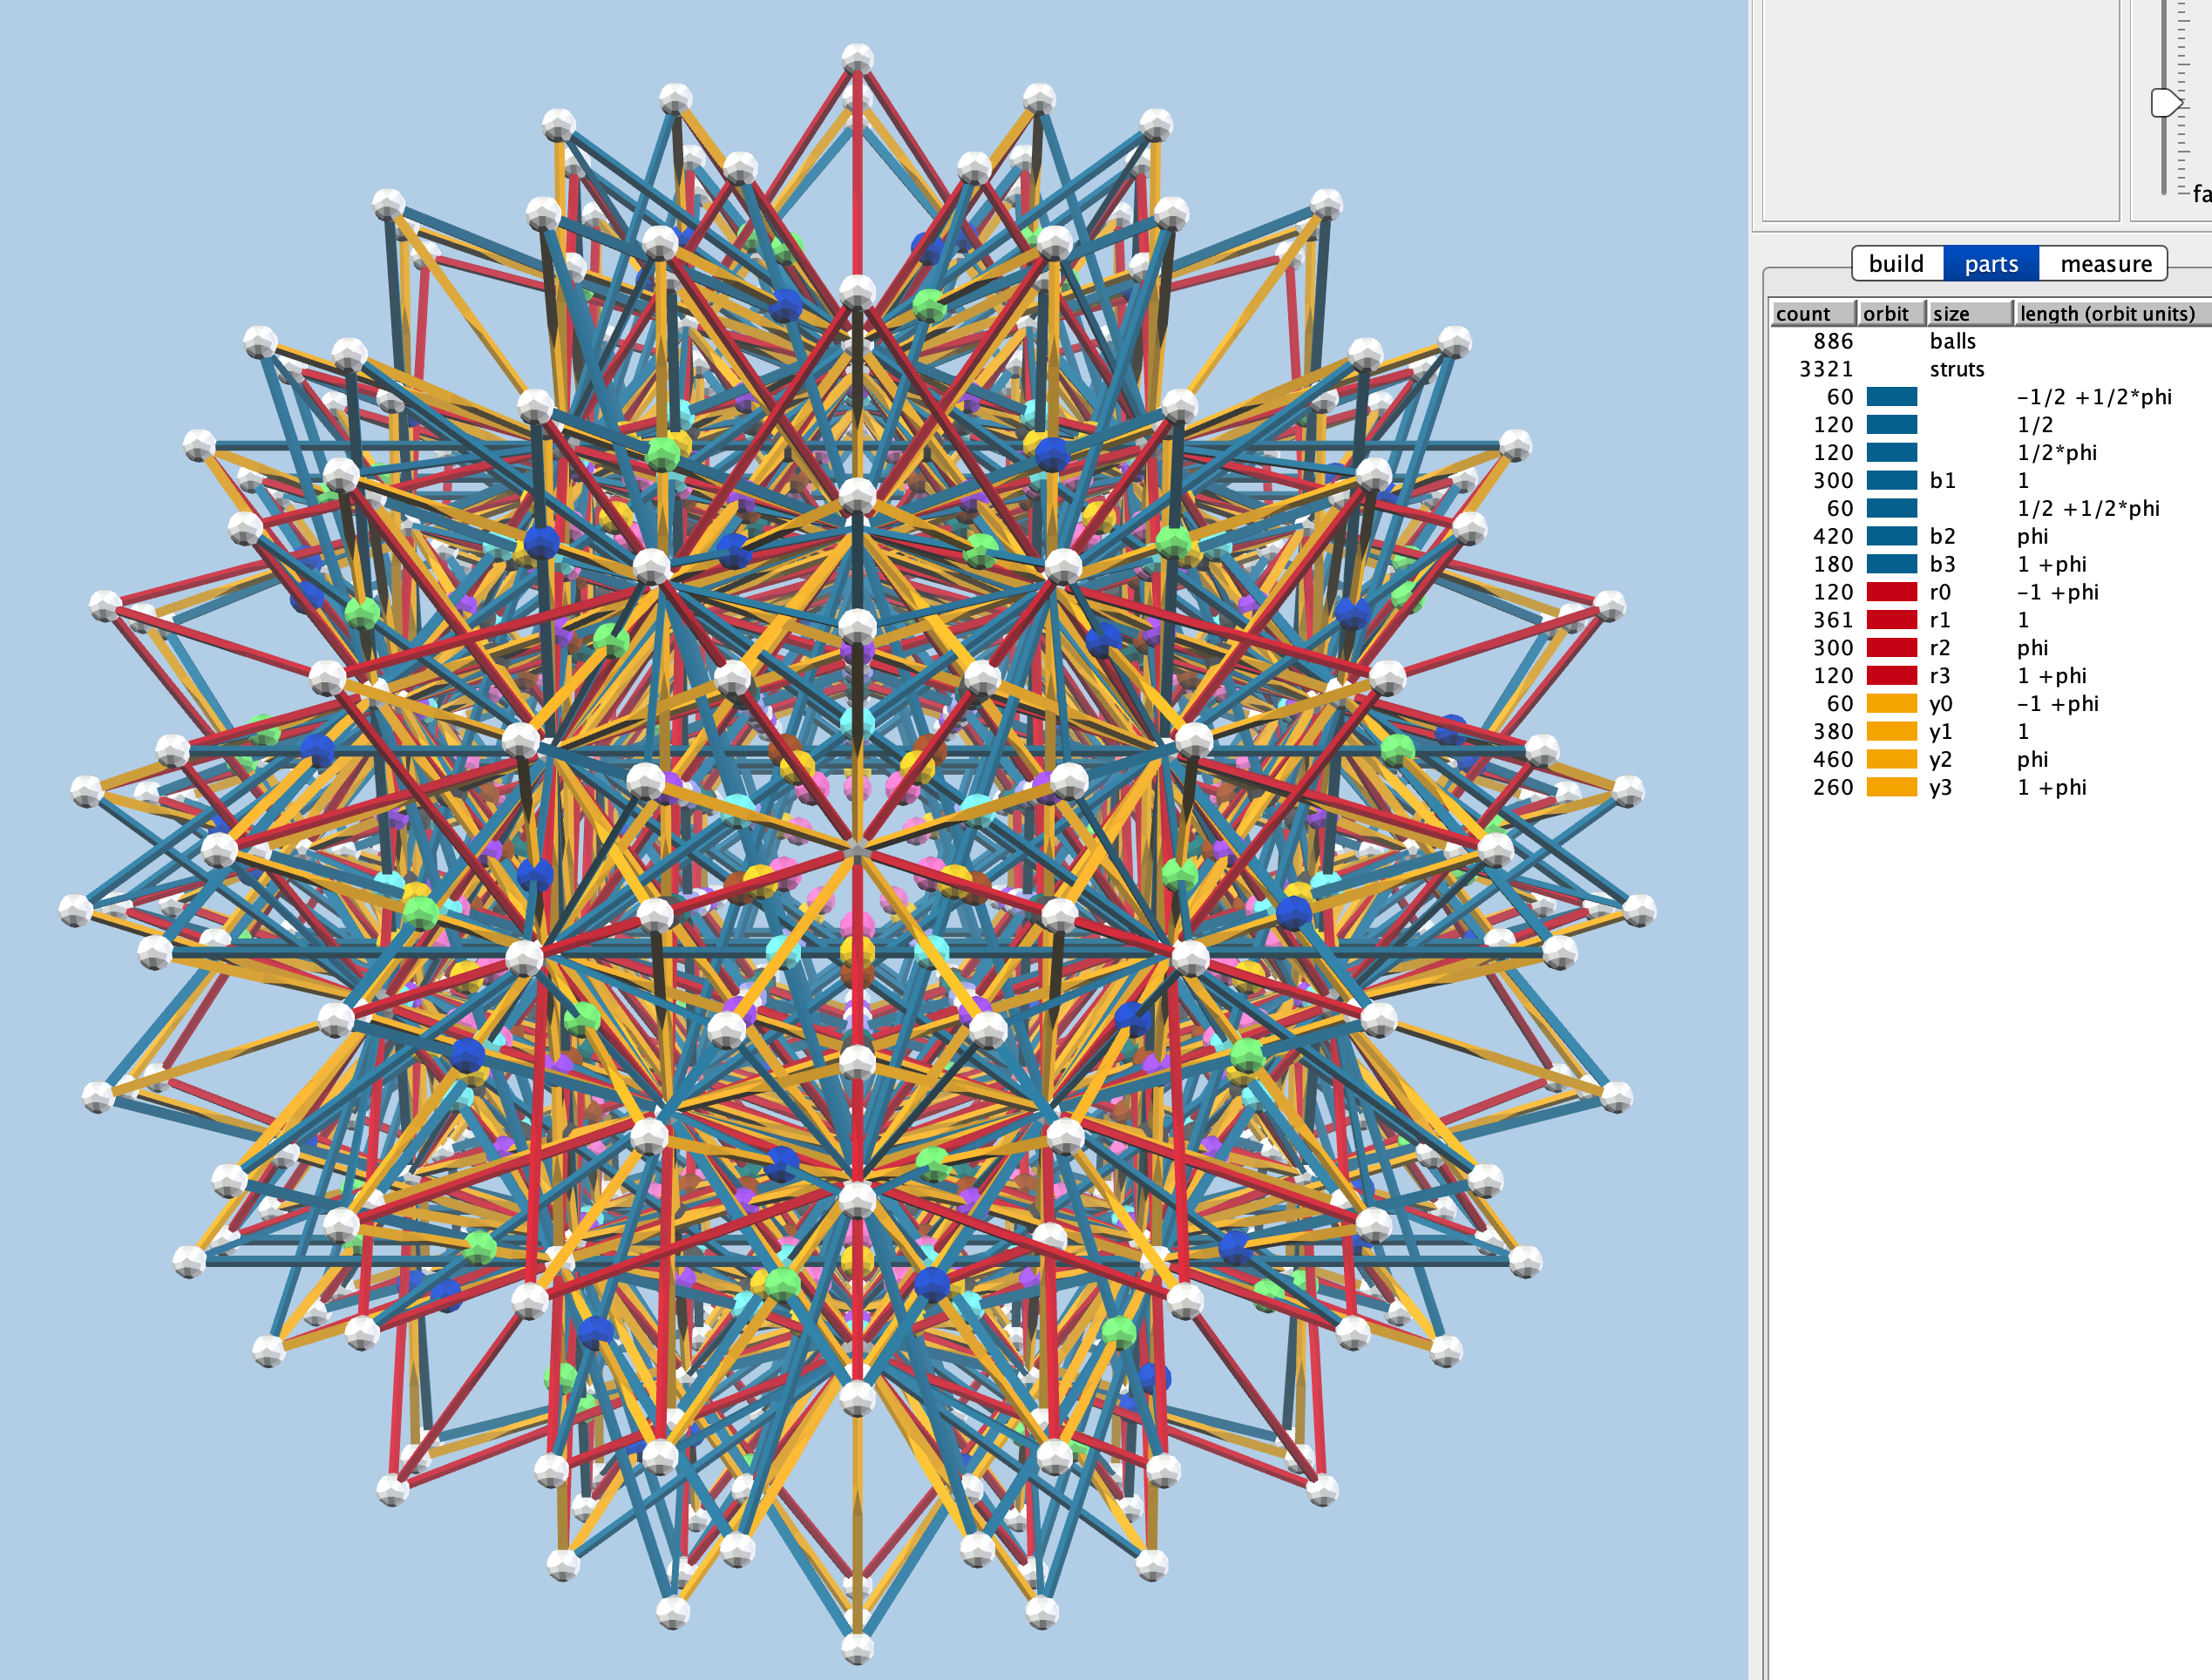 fa
build parts measure
count orbit size length (orbit units)
886 balls
3321 struts
60 -1/2 +1/2*phi
120 1/2
120 1/2*phi
300 b1 1
60 1/2 +1/2*phi
420 b2 phi
180 b3 1 +phi
120 r0 -1 +phi
361 r1 1
300 r2 phi
120 r3 1 +phi
60 y0 -1 +phi
380 y1 1
460 y2 phi
260 y3 1 +phi